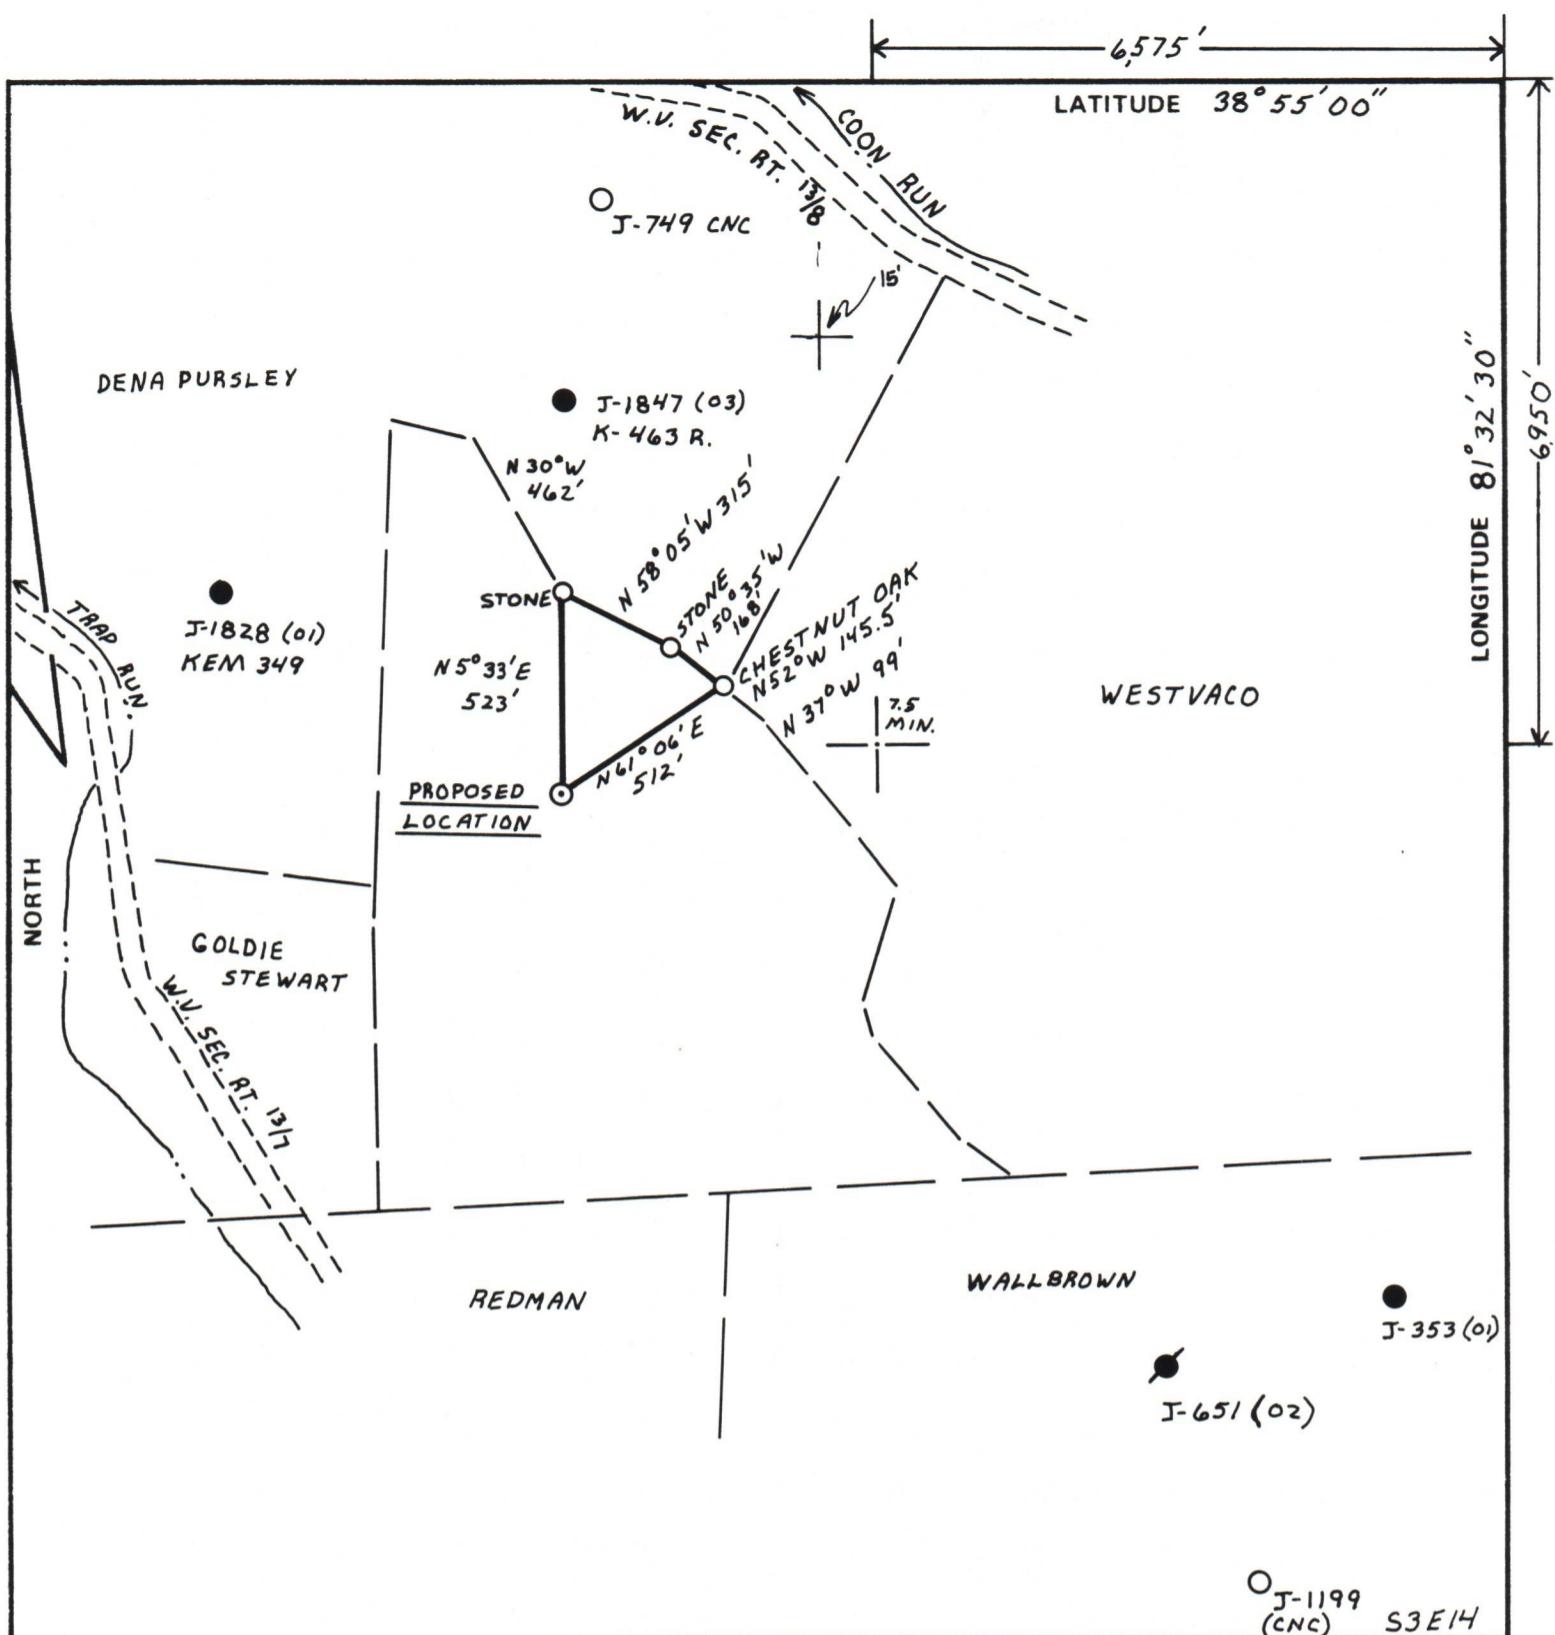 6,575'
LATITUDE 38° 55' 00"
COON RUN
W.V. SEC. RT. 13/8
J-749 CNC
15'
DENA PURSLEY
J-1847 (03)
K-463 R.
LONGITUDE 81° 32' 30"
6,950'
N 30° W
462'
N 58° 05' W 315'
STONE
STONE
N 50° 35' W
168'
CHESTNUT OAK
N 52° W 145.5'
N 37° W 99'
TRAP RUN
J-1828 (01)
KEM 349
N 5° 33' E
523'
WESTVACO
7.5
MIN.
N 61° 06' E
512'
PROPOSED
LOCATION
NORTH
GOLDIE
STEWART
W.V. SEC. RT. 13/7
REDMAN
WALLBROWN
J-353 (01)
J-651 (02)
J-1199
(CNC)
S3E14